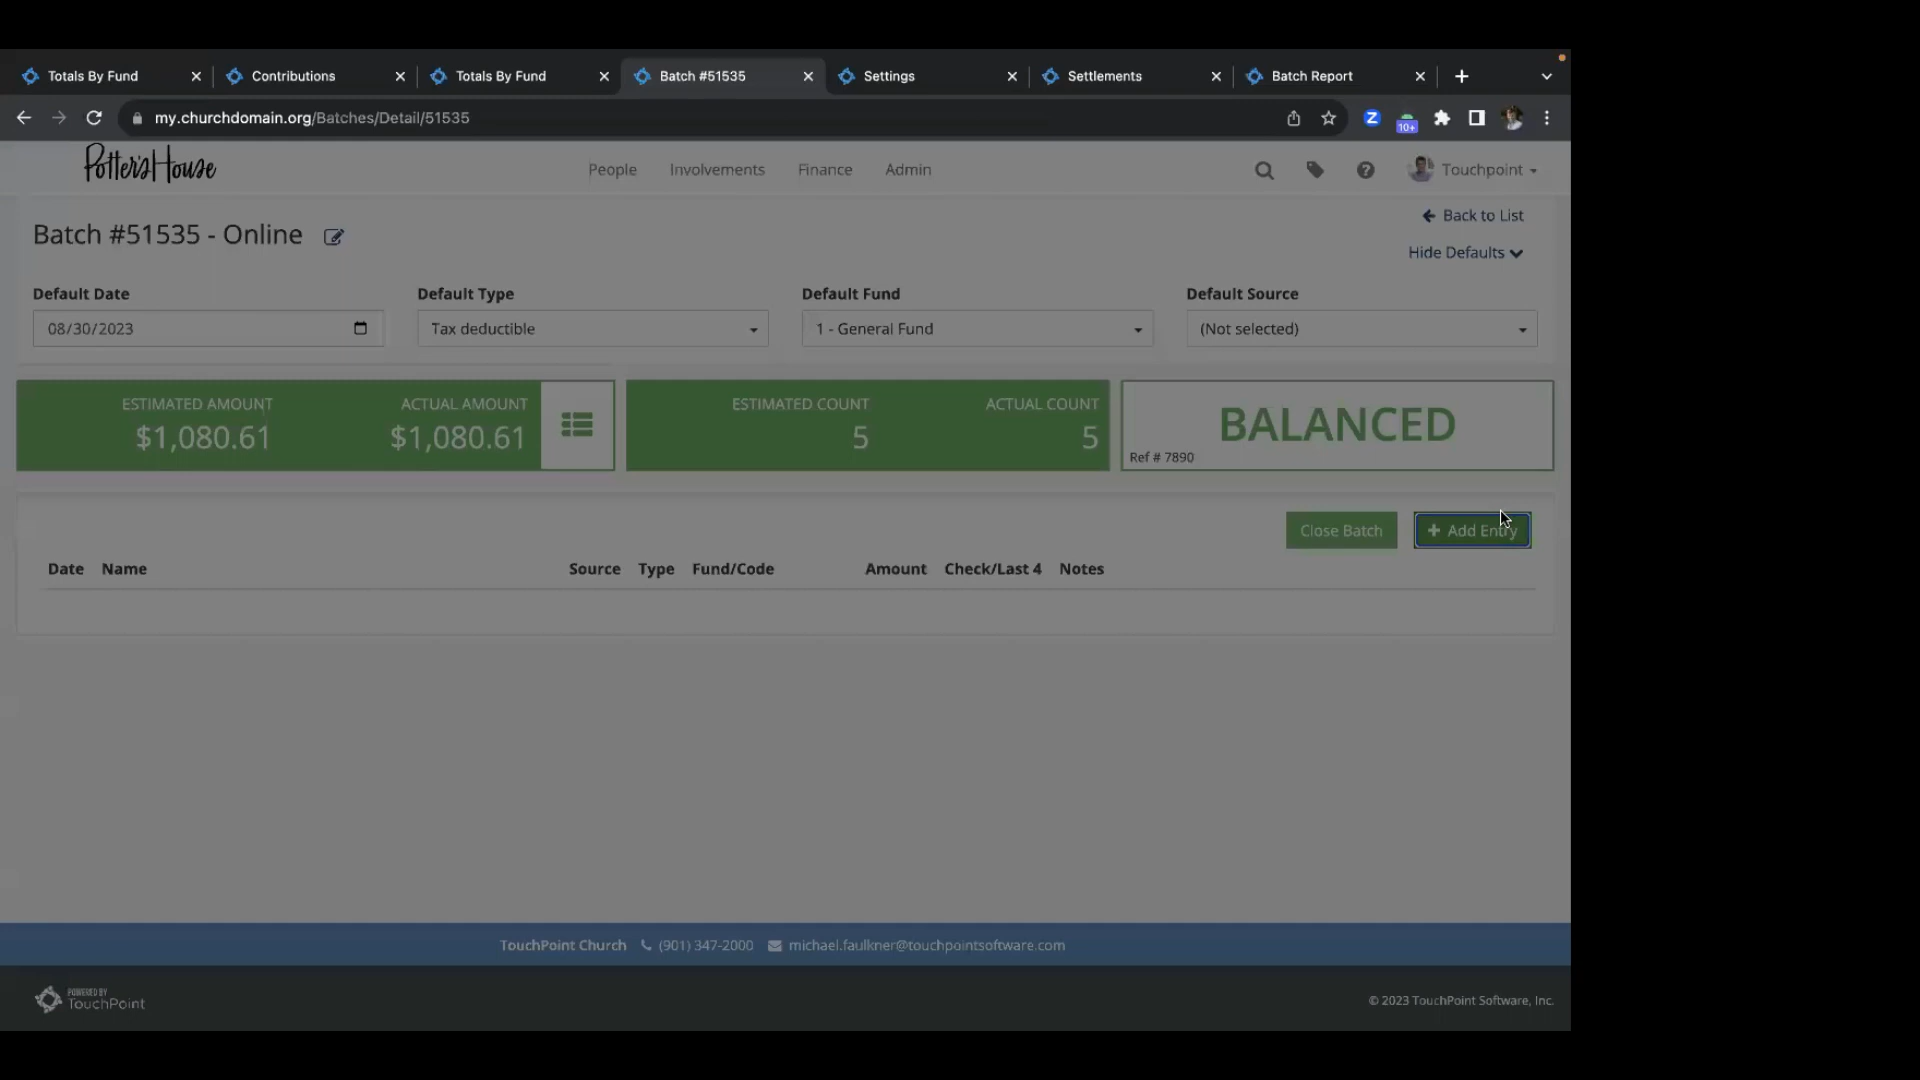 Totals By Fund
Contributions
Totals By Fund
Batch #51535
Settings
Settlements
Batch Report
my.churchdomain.org/Batches/Detail/51535
10+
Potter's House
People
Involvements
Finance
Admin
Touchpoint
Batch #51535 - Online
Back to List
Hide Defaults
Default Date
Default Type
Default Fund
Default Source
08/30/2023
Tax deductible
1 - General Fund
(Not selected)
ESTIMATED AMOUNT
ACTUAL AMOUNT
ESTIMATED COUNT
ACTUAL COUNT
$1,080.61
$1,080.61
5
5
BALANCED
Ref # 7890
Close Batch
+ Add Entry
Date Name Source Type Fund/Code Amount Check/Last 4 Notes
TouchPoint Church (901) 347-2000 michael.faulkner@touchpointsoftware.com
POWERED BY
TouchPoint
© 2023 TouchPoint Software, Inc.